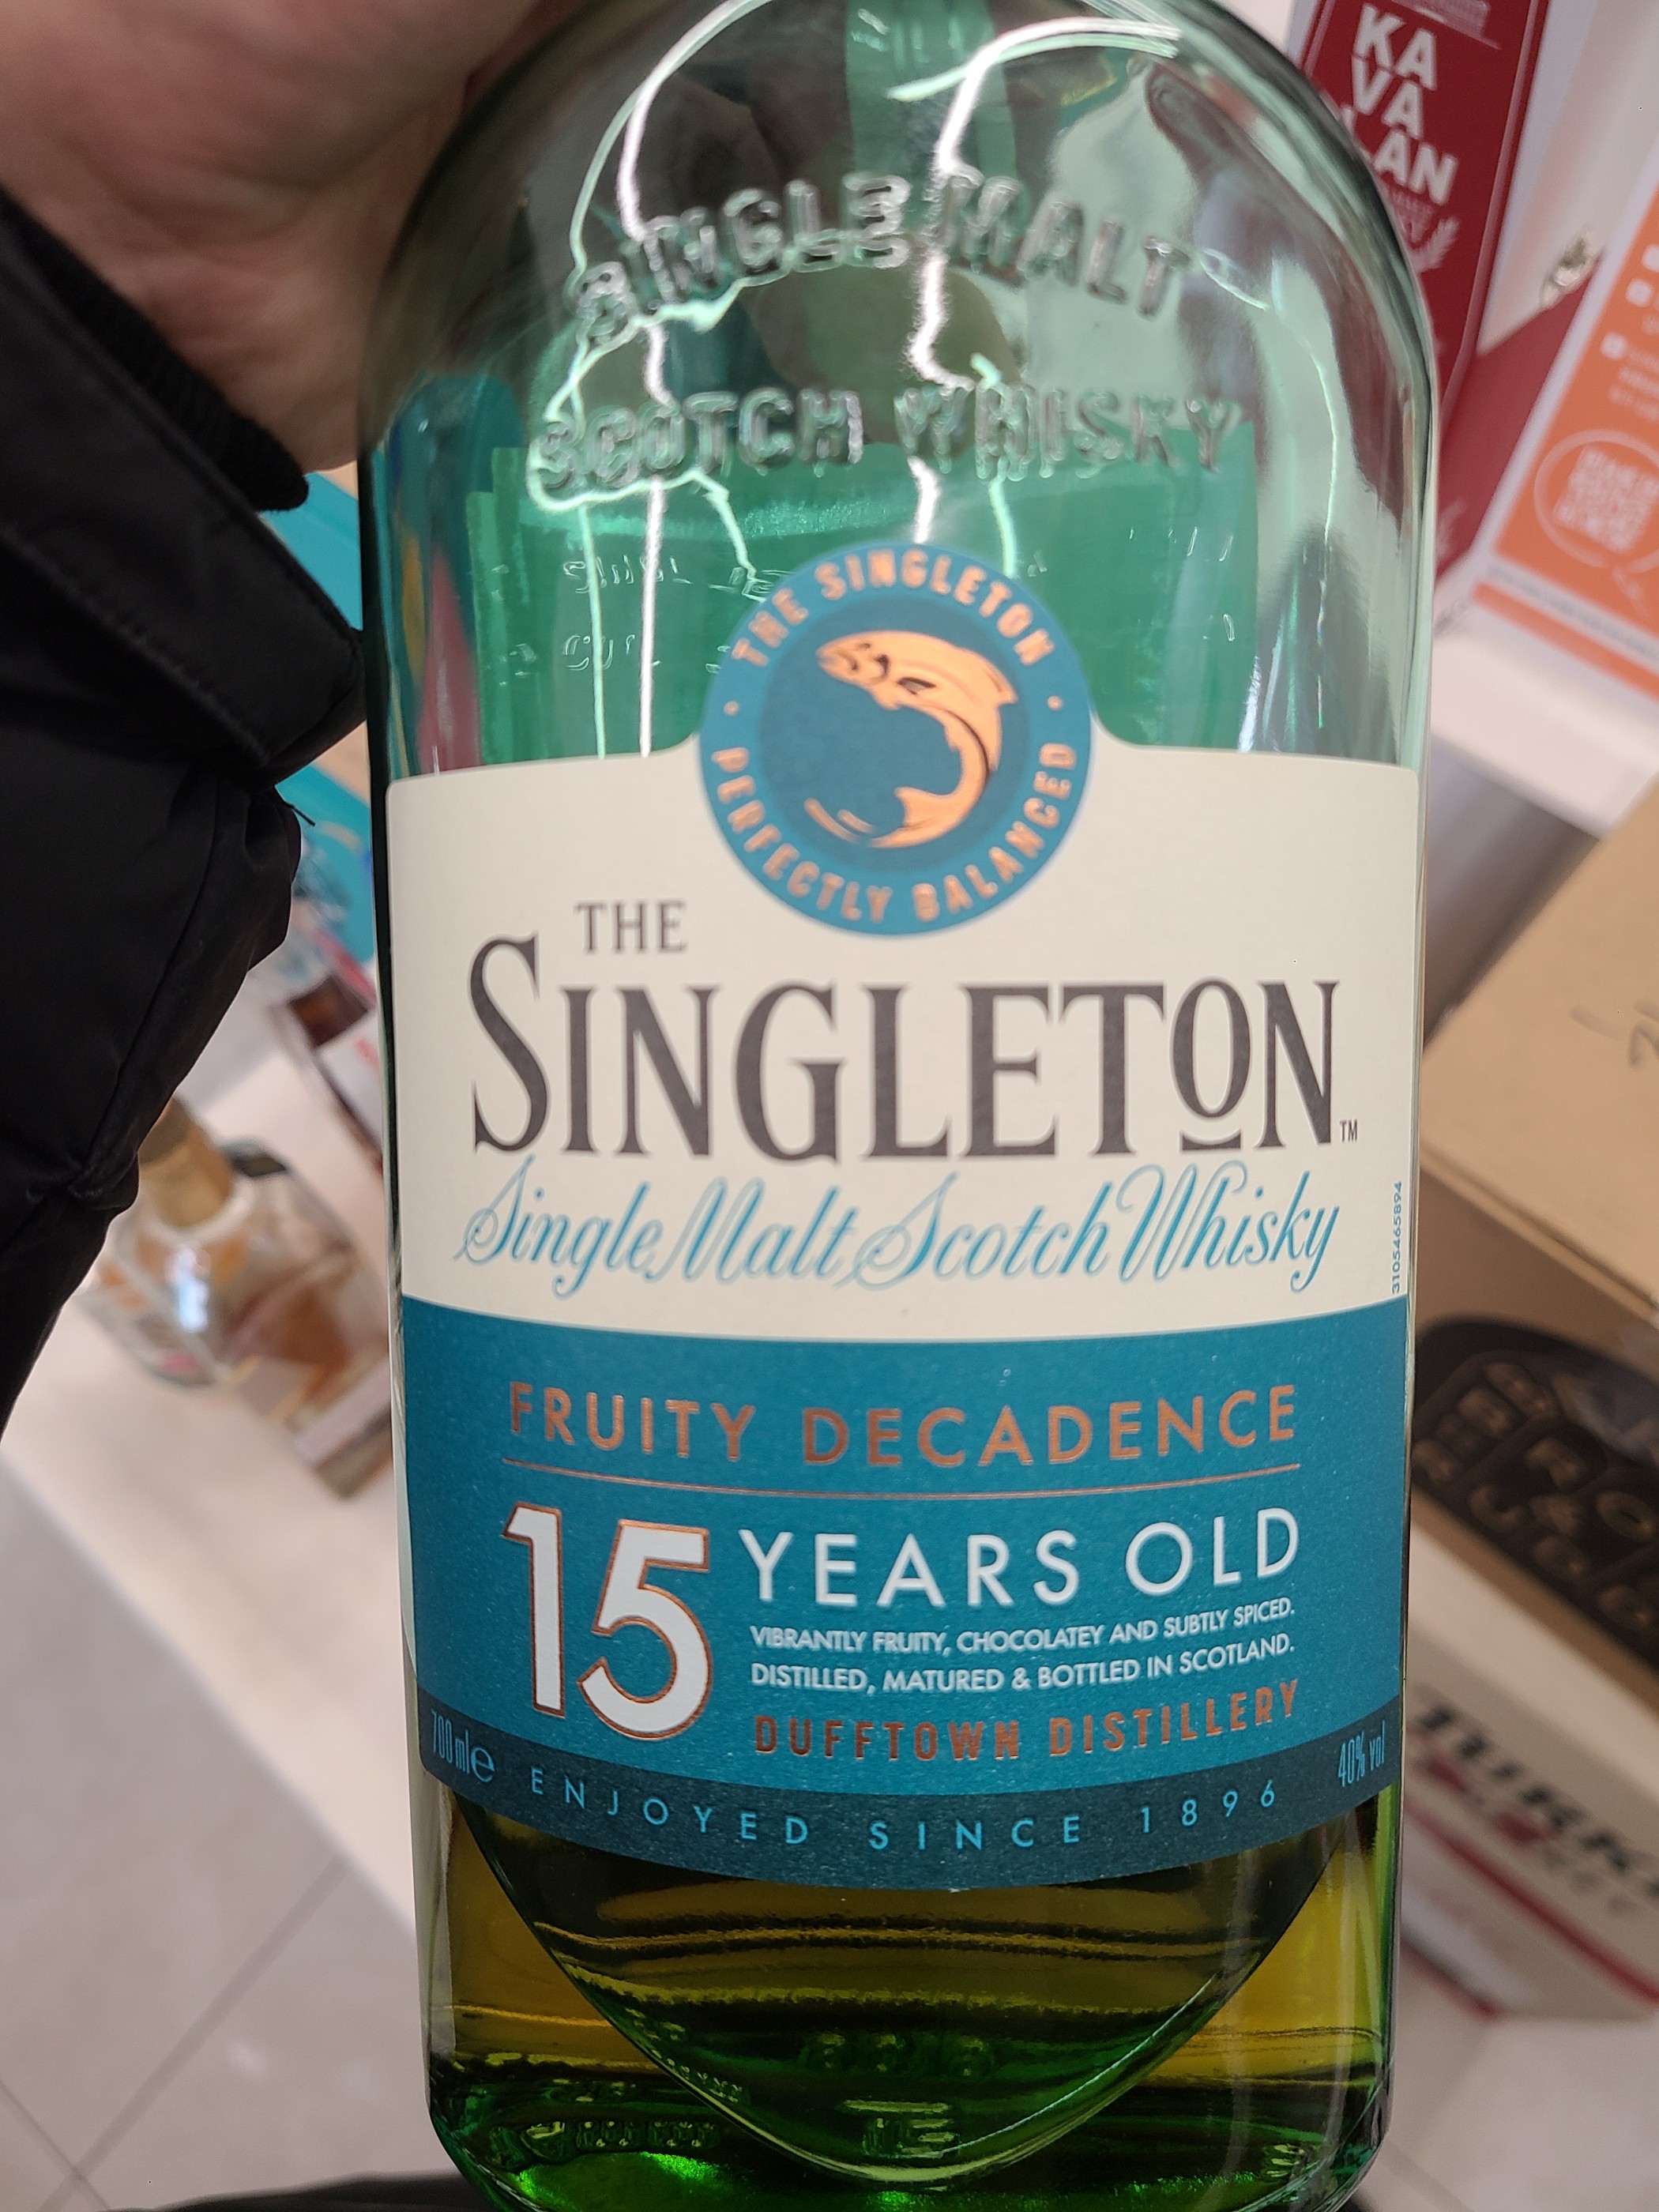 KA
VA
LAN
SINGLE MALT
SCOTCH WHISKY
THE SINGLETON
PERFECTLY BALANCED
THE
SINGLETON™
Single Malt Scotch Whisky
3105465894
FRUITY DECADENCE
15 YEARS OLD
VIBRANTLY FRUITY, CHOCOLATEY AND SUBTLY SPICED.
DISTILLED, MATURED & BOTTLED IN SCOTLAND.
DUFFTOWN DISTILLERY
700mle
40% vol
ENJOYED SINCE 1896